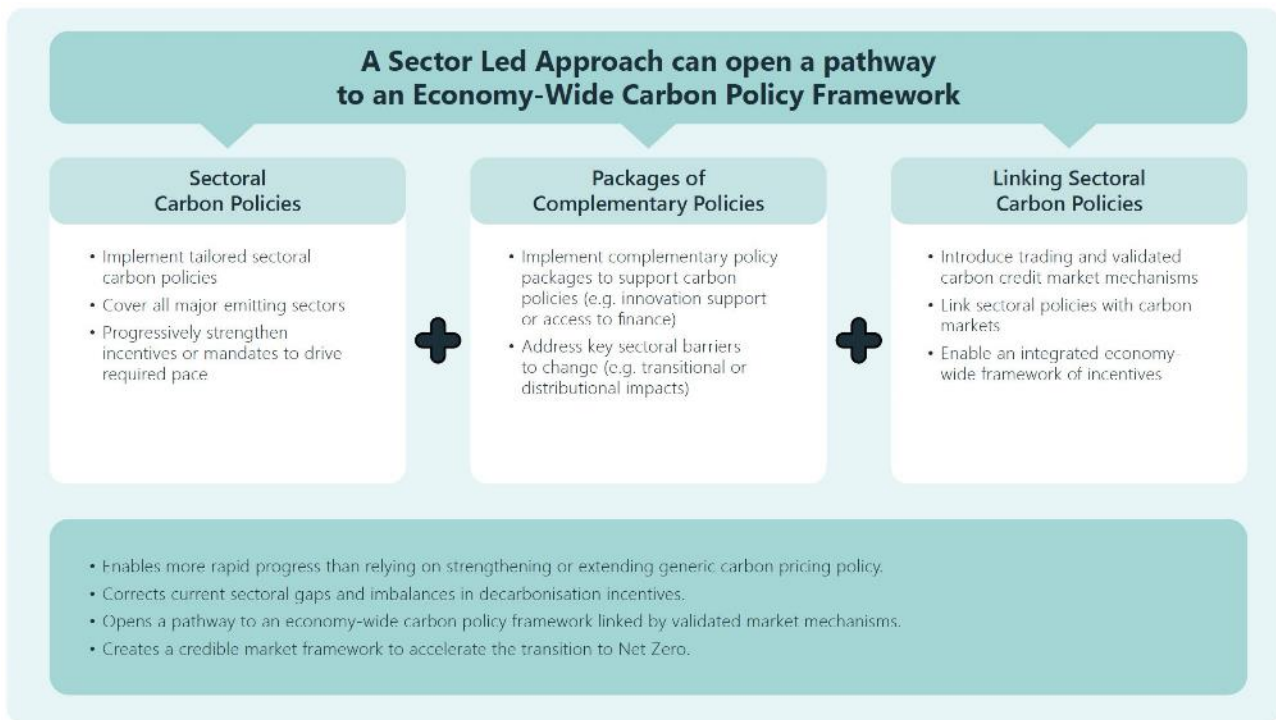 A Sector Led Approach can open a pathway
to an Economy-Wide Carbon Policy Framework
Sectoral
Carbon Policies
• Implement tailored sectoral
carbon policies
• Cover all major emitting sectors
• Progressively strengthen
incentives or mandates to drive
required pace
Packages of
Complementary Policies
• Implement complementary policy
packages to support carbon
policies (e.g. innovation support
or access to finance)
• Address key sectoral barriers
to change (e.g. transitional or
distributional impacts)
Linking Sectoral
Carbon Policies
• Introduce trading and validated
carbon credit market mechanisms
• Link sectoral policies with carbon
markets
• Enable an integrated economy-
wide framework of incentives
• Enables more rapid progress than relying on strengthening or extending generic carbon pricing policy.
• Corrects current sectoral gaps and imbalances in decarbonisation incentives.
• Opens a pathway to an economy-wide carbon policy framework linked by validated market mechanisms.
• Creates a credible market framework to accelerate the transition to Net Zero.